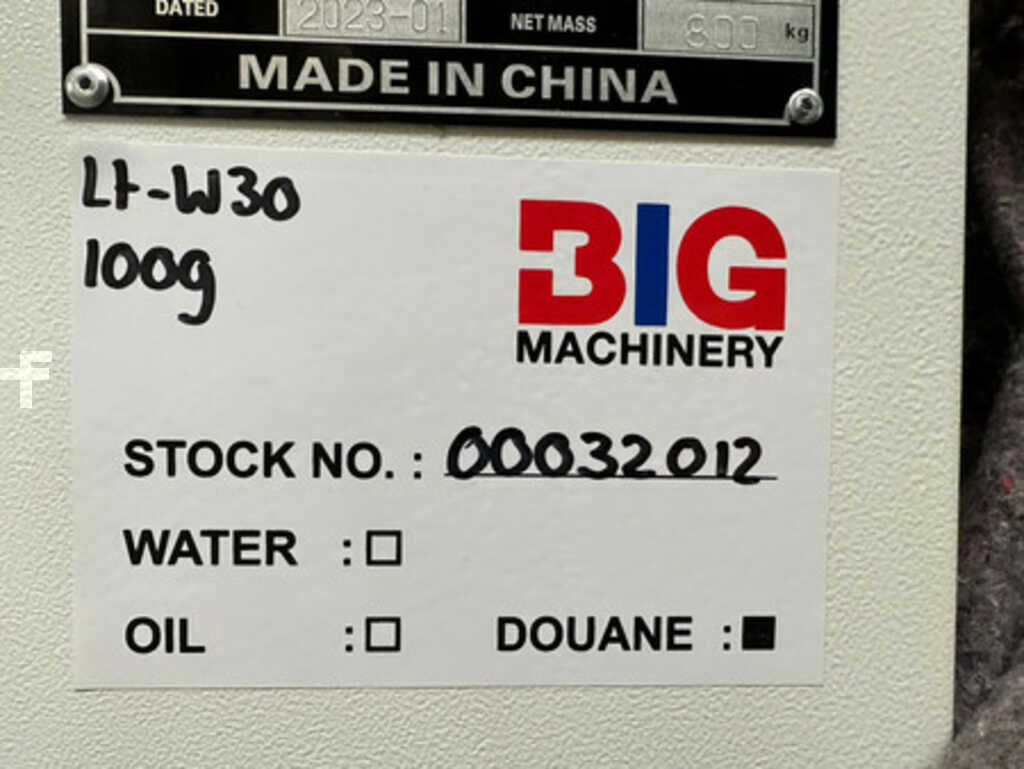 DATED 2023-01 NET MASS 800 kg
MADE IN CHINA
Lt-W30
100g
BIG
MACHINERY
STOCK NO. : 00032012
WATER : ☐
OIL : ☐ DOUANE : ■